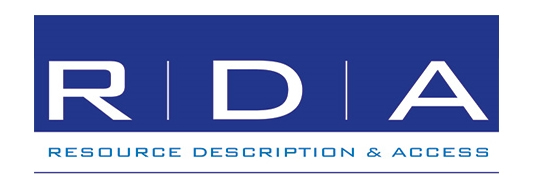 R | D | A
RESOURCE DESCRIPTION & ACCESS